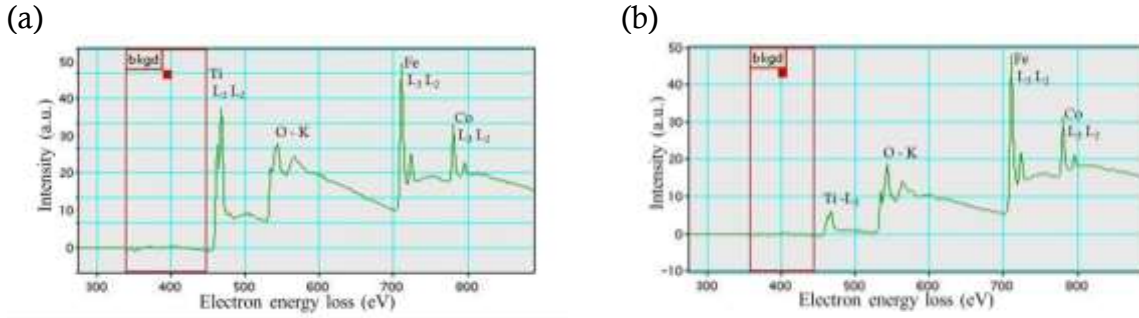 (a)
bkgd
Ti
L3 L2
O - K
Fe
L3 L2
Co
L3 L2
50
40
30
20
10
0
Intensity (a.u.)
300 400 500 600 700 800
Electron energy loss (eV)
(b)
bkgd
Ti -L3
O - K
Fe
L3 L2
Co
L3 L2
50
40
30
20
10
0
-10
Intensity (a.u.)
300 400 500 600 700 800
Electron energy loss (eV)